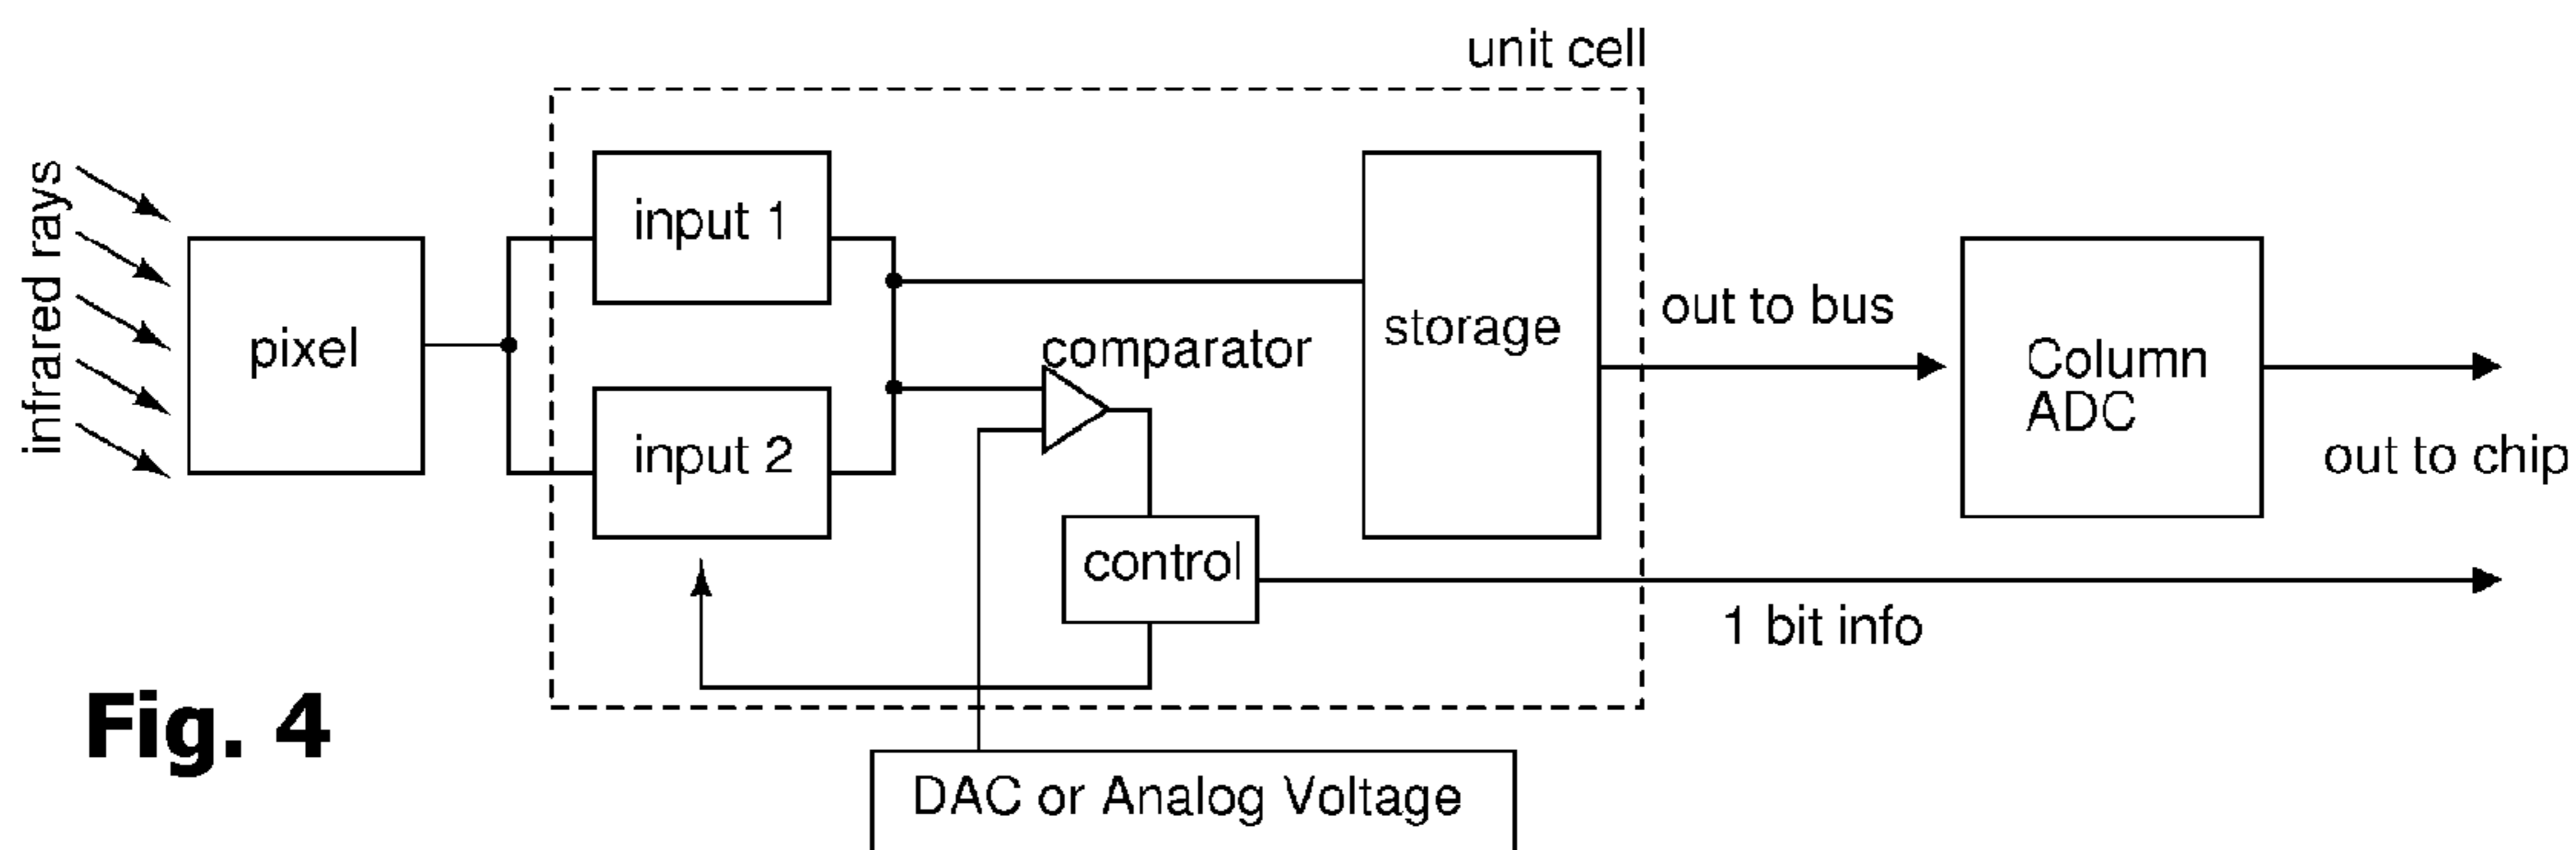 unit cell
infrared rays
pixel
input 1
input 2
comparator
control
storage
out to bus
Column
ADC
out to chip
1 bit info
DAC or Analog Voltage
Fig. 4